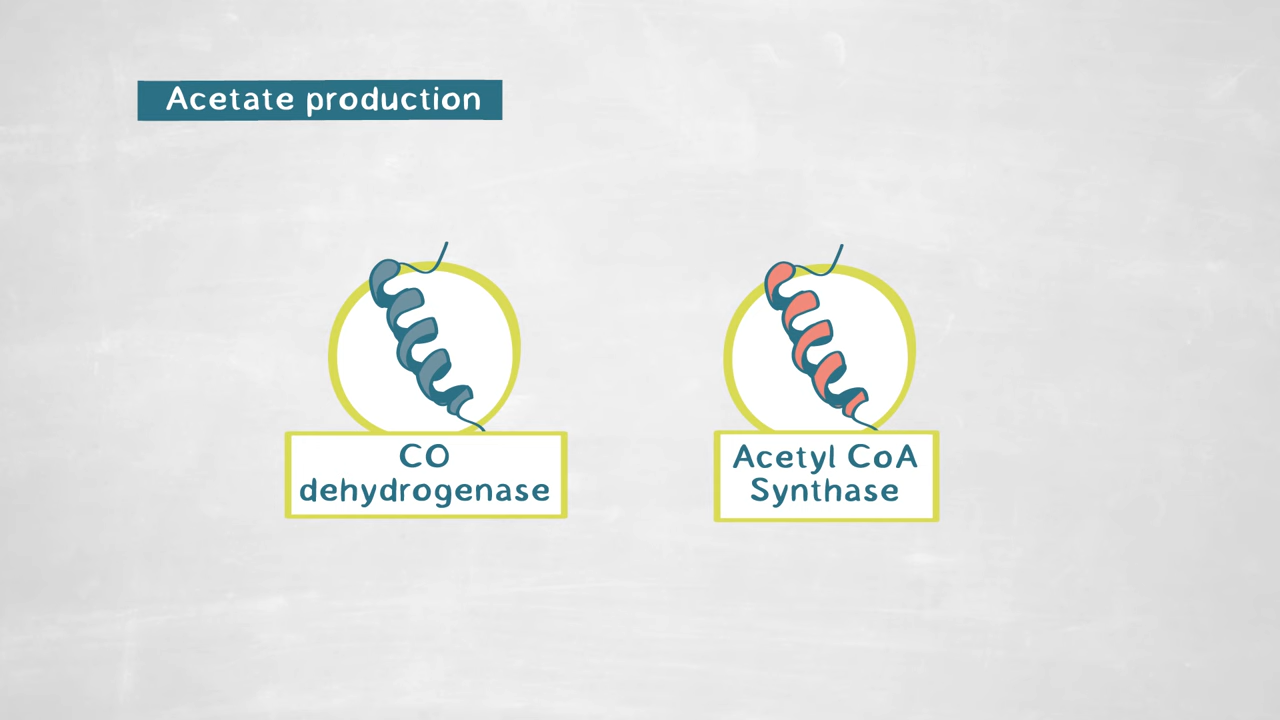 Acetate production
CO
dehydrogenase
Acetyl CoA
Synthase